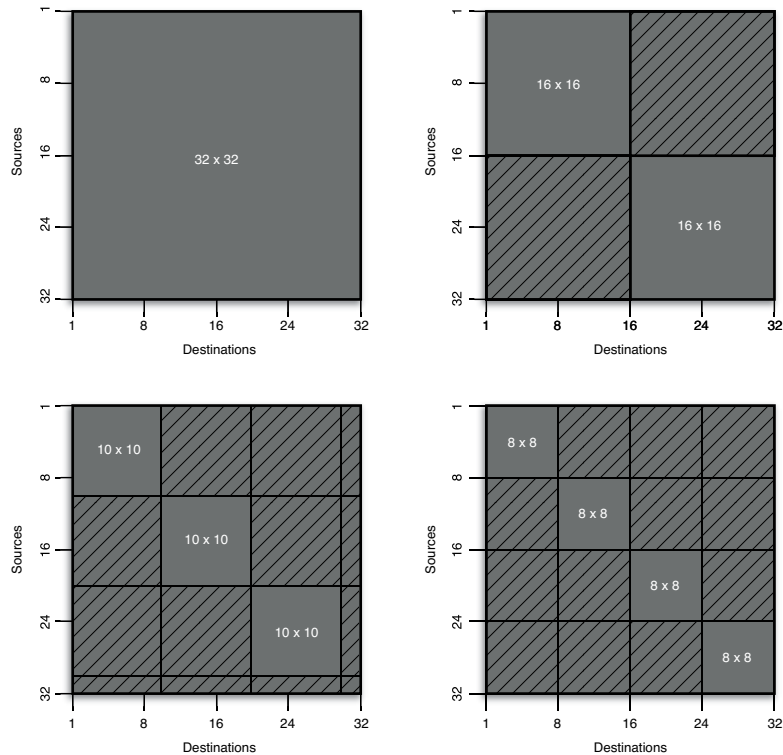 1
8
16
24
32
Sources
32 x 32
1 8 16 24 32
Destinations
1
8
16
24
32
Sources
16 x 16
16 x 16
1 8 16 24 32
Destinations
1
8
16
24
32
Sources
10 x 10
10 x 10
10 x 10
1 8 16 24 32
Destinations
1
8
16
24
32
Sources
8 x 8
8 x 8
8 x 8
8 x 8
1 8 16 24 32
Destinations